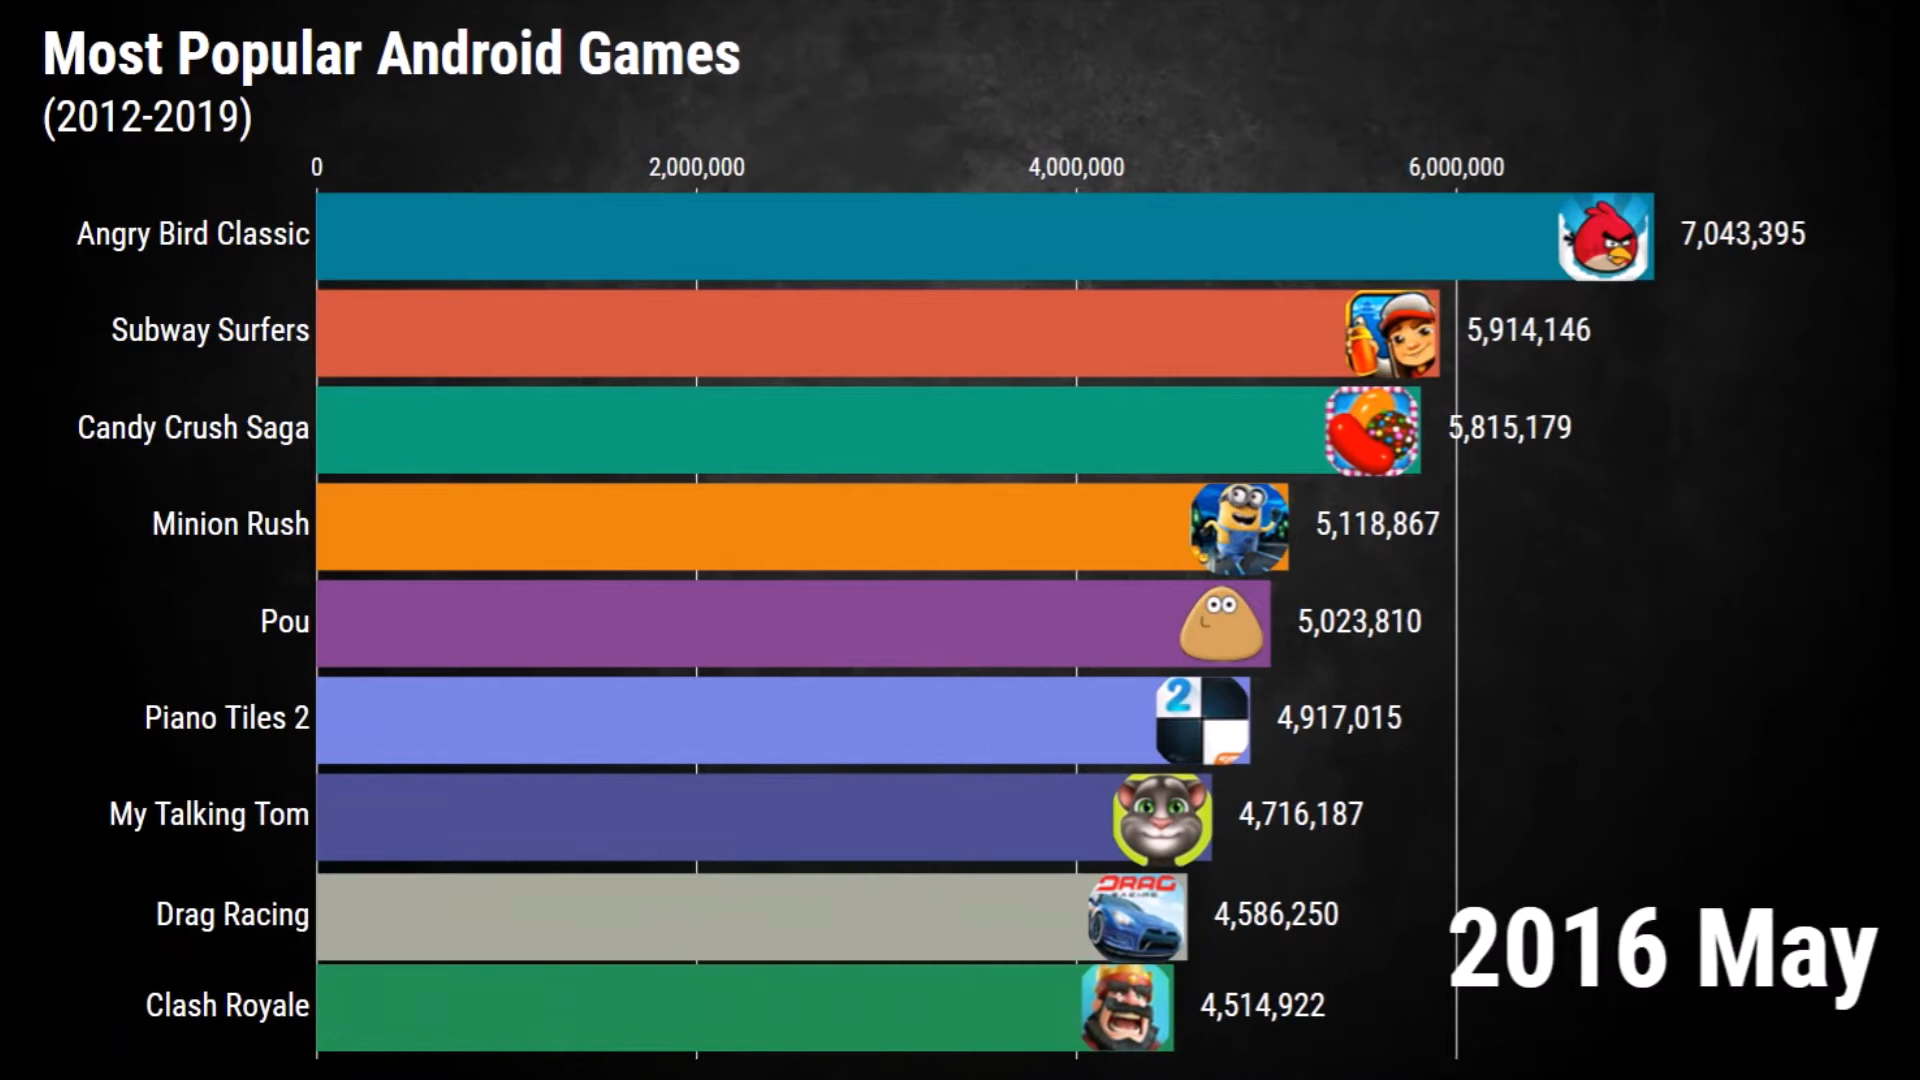 Most Popular Android Games
(2012-2019)
0 2,000,000 4,000,000 6,000,000
Angry Bird Classic 7,043,395
Subway Surfers 5,914,146
Candy Crush Saga 5,815,179
Minion Rush 5,118,867
Pou 5,023,810
Piano Tiles 2 2 4,917,015
My Talking Tom 4,716,187
Drag Racing DRAG RACING 4,586,250
Clash Royale 4,514,922
2016 May